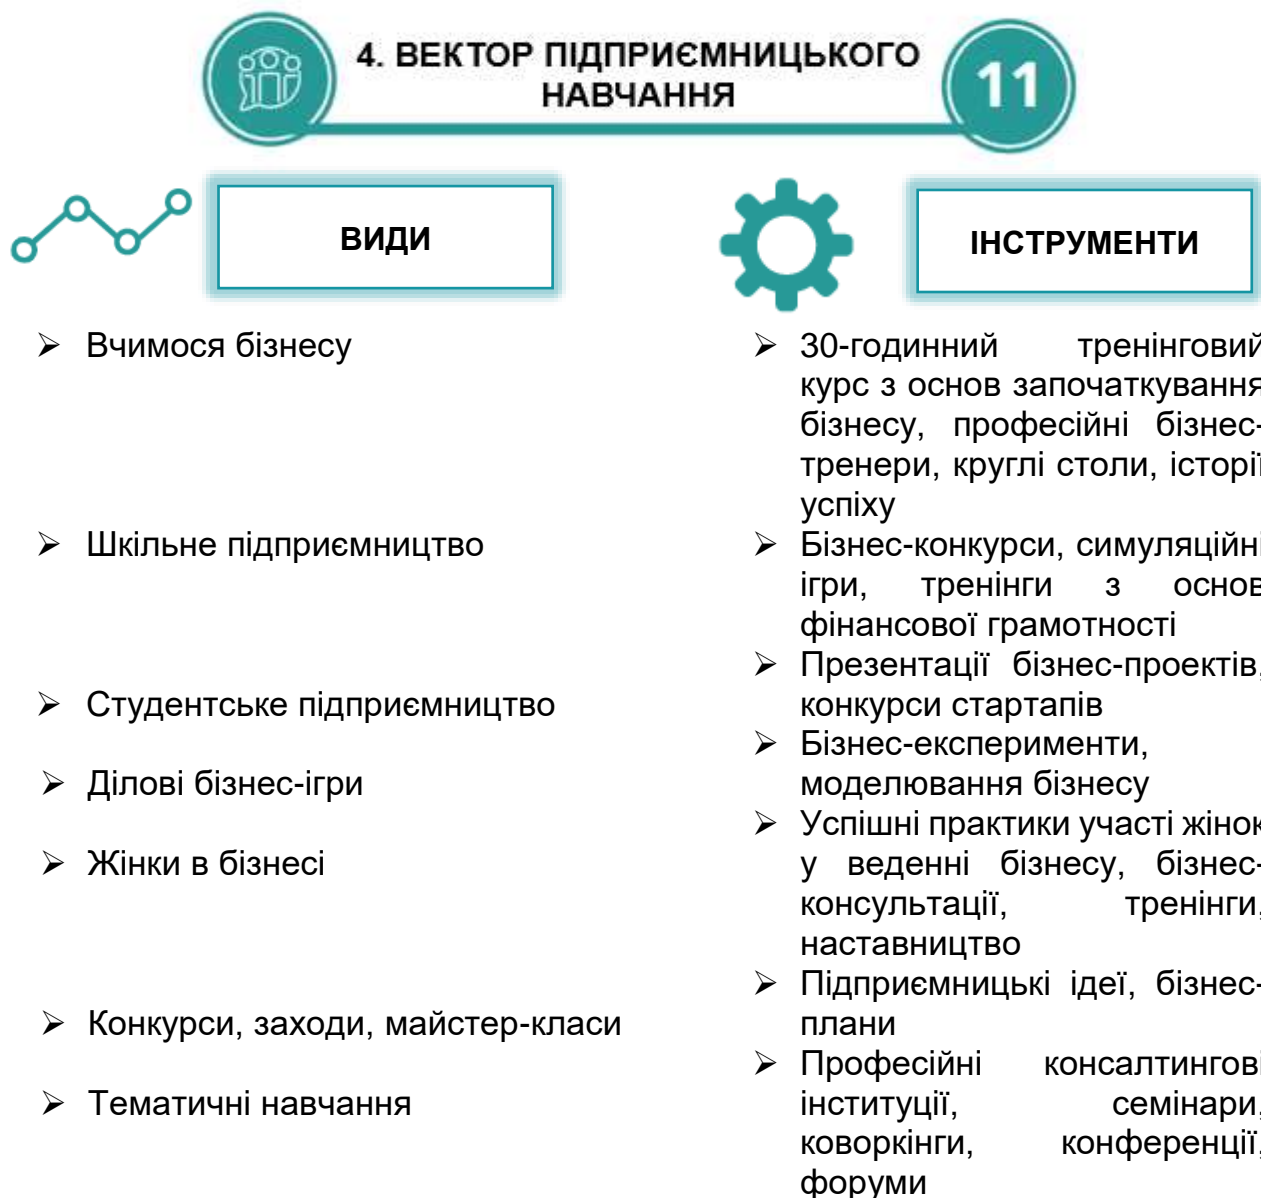 4. ВЕКТОР ПІДПРИЄМНИЦЬКОГО
НАВЧАННЯ
11
ВИДИ
Вчимося бізнесу
Шкільне підприємництво
Студентське підприємництво
Ділові бізнес-ігри
Жінки в бізнесі
Конкурси, заходи, майстер-класи
Тематичні навчання
ІНСТРУМЕНТИ
30-годинний тренінговий
курс з основ започаткування
бізнесу, професійні бізнес-
тренери, круглі столи, історії
успіху
Бізнес-конкурси, симуляційні
ігри, тренінги з основ
фінансової грамотності
Презентації бізнес-проектів,
конкурси стартапів
Бізнес-експерименти,
моделювання бізнесу
Успішні практики участі жінок
у веденні бізнесу, бізнес-
консультації, тренінги,
наставництво
Підприємницькі ідеї, бізнес-
плани
Професійні консалтингові
інституції, семінари,
коворкінги, конференції,
форуми